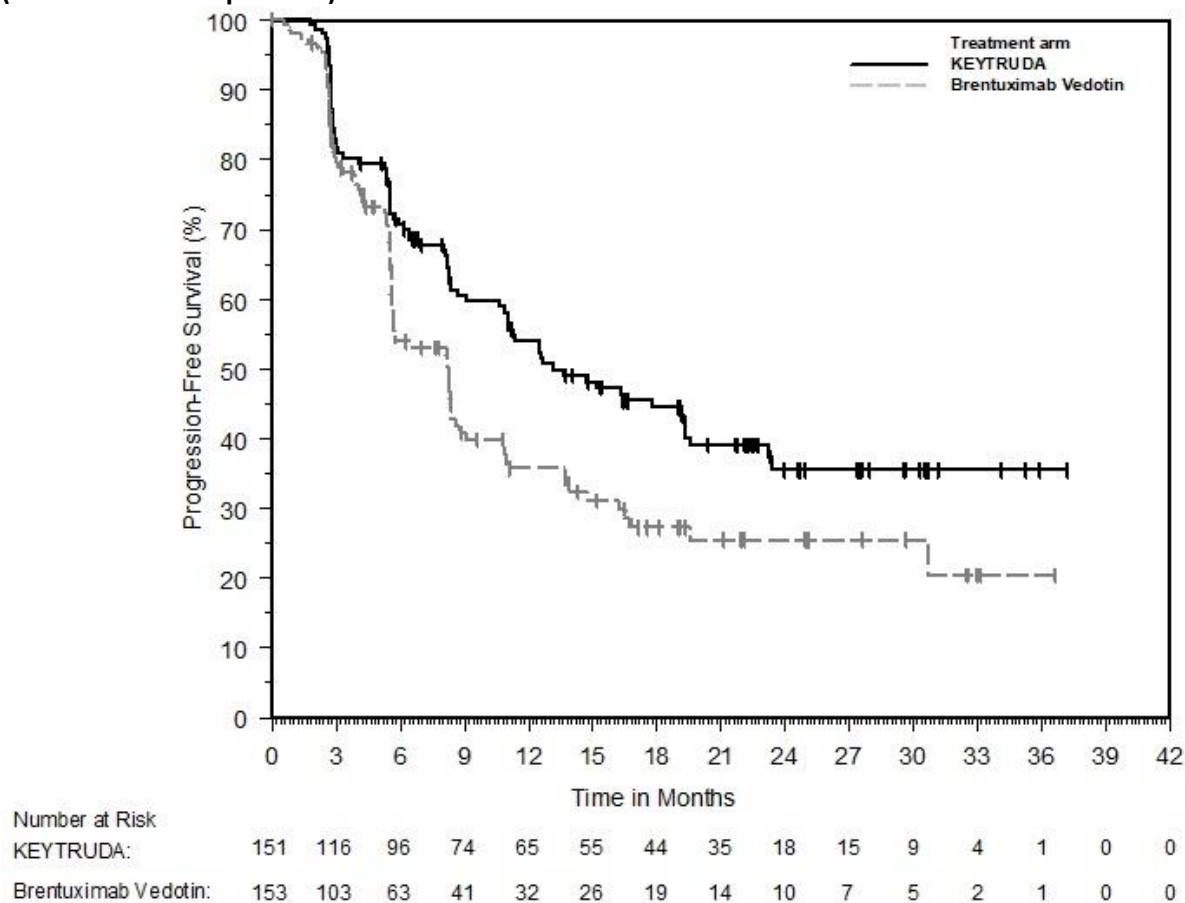 Treatment arm
KEYTRUDA
Brentuximab Vedotin
Progression-Free Survival (%)
100
90
80
70
60
50
40
30
20
10
0
0 3 6 9 12 15 18 21 24 27 30 33 36 39 42
Time in Months
Number at Risk
KEYTRUDA: 151 116 96 74 65 55 44 35 18 15 9 4 1 0 0
Brentuximab Vedotin: 153 103 63 41 32 26 19 14 10 7 5 2 1 0 0